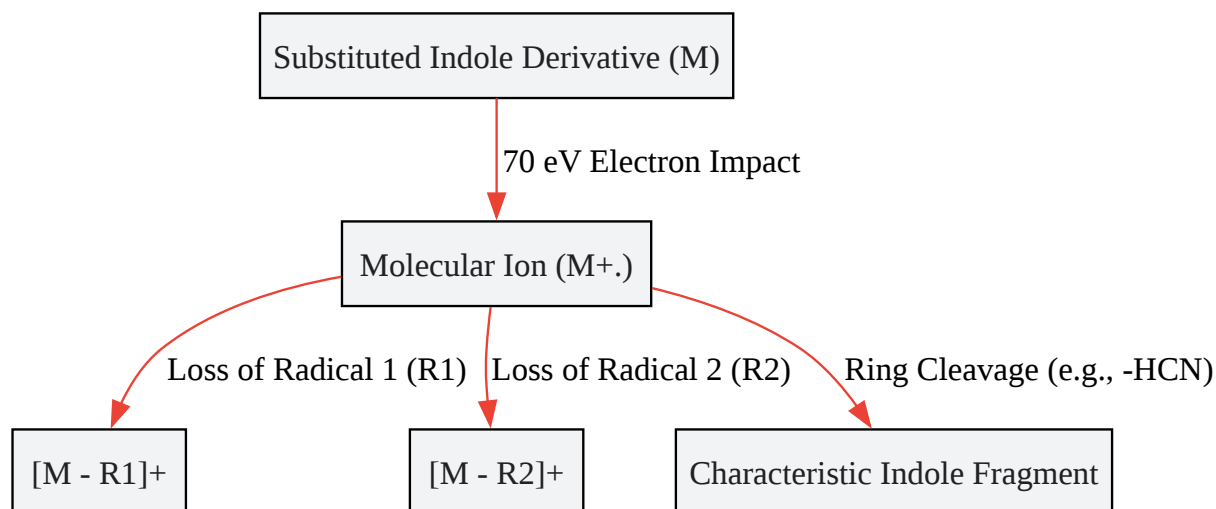 Substituted Indole Derivative (M)
70 eV Electron Impact
Molecular Ion (M+.)
Loss of Radical 1 (R1)
Loss of Radical 2 (R2)
Ring Cleavage (e.g., -HCN)
[M - R1]+
[M - R2]+
Characteristic Indole Fragment